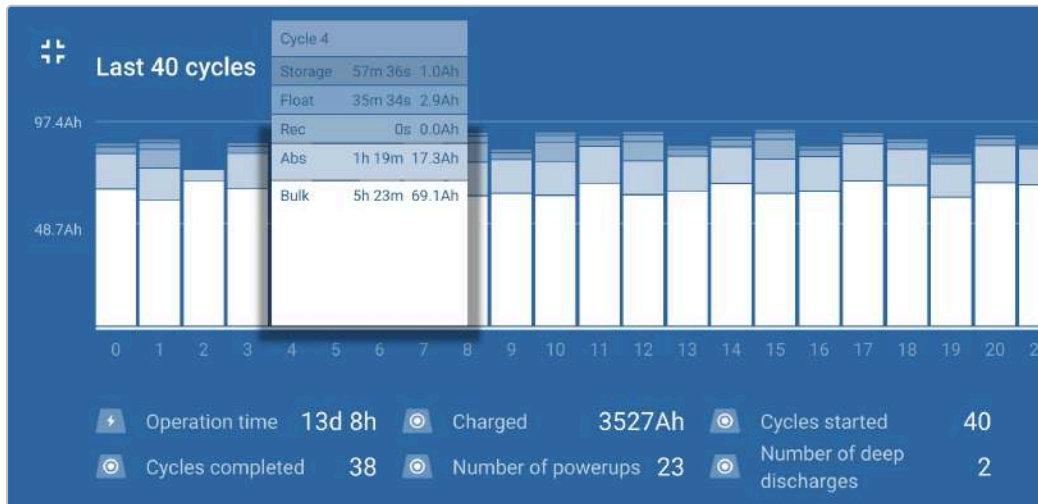 Last 40 cycles
Cycle 4
Storage 57m 36s 1.0Ah
Float 35m 34s 2.9Ah
Rec 0s 0.0Ah
Abs 1h 19m 17.3Ah
Bulk 5h 23m 69.1Ah
97.4Ah
48.7Ah
0 1 2 3 4 5 6 7 8 9 10 11 12 13 14 15 16 17 18 19 20 2
Operation time 13d 8h Charged 3527Ah Cycles started 40
Cycles completed 38 Number of powerups 23 Number of deep discharges 2